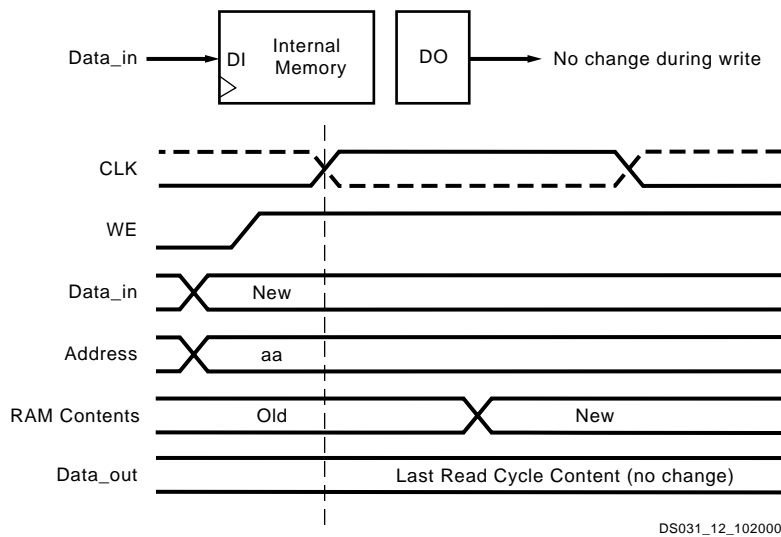 Data_in
DI
Internal
Memory
DO
No change during write
CLK
WE
Data_in
New
Address
aa
RAM Contents
Old
New
Data_out
Last Read Cycle Content (no change)
DS031_12_102000